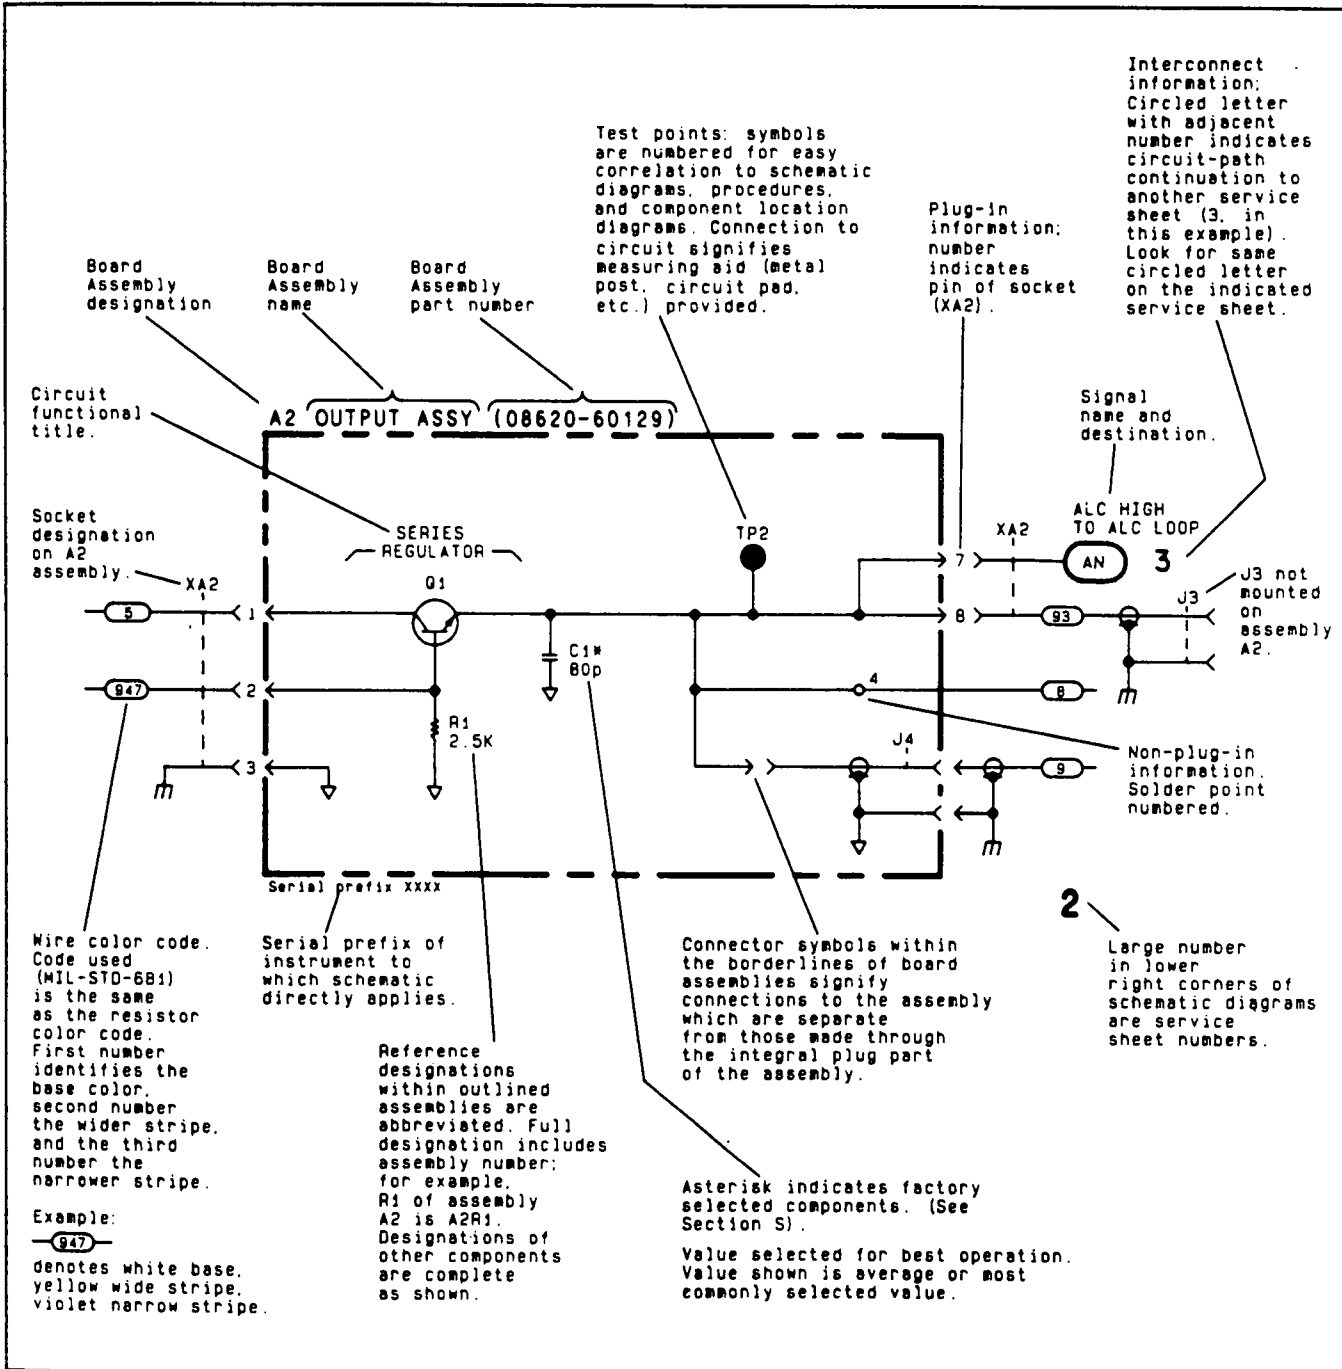 Interconnect
information;
Circled letter
with adjacent
number indicates
circuit-path
continuation to
another service
sheet (3, in
this example).
Look for same
circled letter
on the indicated
service sheet.
Test points: symbols
are numbered for easy
correlation to schematic
diagrams, procedures,
and component location
diagrams. Connection to
circuit signifies
measuring aid (metal
post, circuit pad,
etc.) provided.
Plug-in
information;
number
indicates
pin of socket
(XA2).
Board
Assembly
designation
Board
Assembly
name
Board
Assembly
part number
Circuit
functional
title.
A2 OUTPUT ASSY (08620-60129)
Signal
name and
destination.
Socket
designation
on A2
assembly.
XA2
SERIES
REGULATOR
Q1
TP2
XA2
ALC HIGH
TO ALC LOOP
7
AN
3
J3 not
mounted
on
assembly
A2.
5
1
8
93
J3
C1*
80p
947
2
4
8
R1
2.5K
3
J4
9
Non-plug-in
information.
Solder point
numbered.
Serial prefix XXXX
2
Wire color code.
Code used
(MIL-STD-681)
is the same
as the resistor
color code.
First number
identifies the
base color,
second number
the wider stripe,
and the third
number the
narrower stripe.
Example:
947
denotes white base,
yellow wide stripe,
violet narrow stripe.
Serial prefix of
instrument to
which schematic
directly applies.
Reference
designations
within outlined
assemblies are
abbreviated. Full
designation includes
assembly number;
for example,
R1 of assembly
A2 is A2R1.
Designations of
other components
are complete
as shown.
Connector symbols within
the borderlines of board
assemblies signify
connections to the assembly
which are separate
from those made through
the integral plug part
of the assembly.
Large number
in lower
right corners of
schematic diagrams
are service
sheet numbers.
Asterisk indicates factory
selected components. (See
Section S).
Value selected for best operation.
Value shown is average or most
commonly selected value.